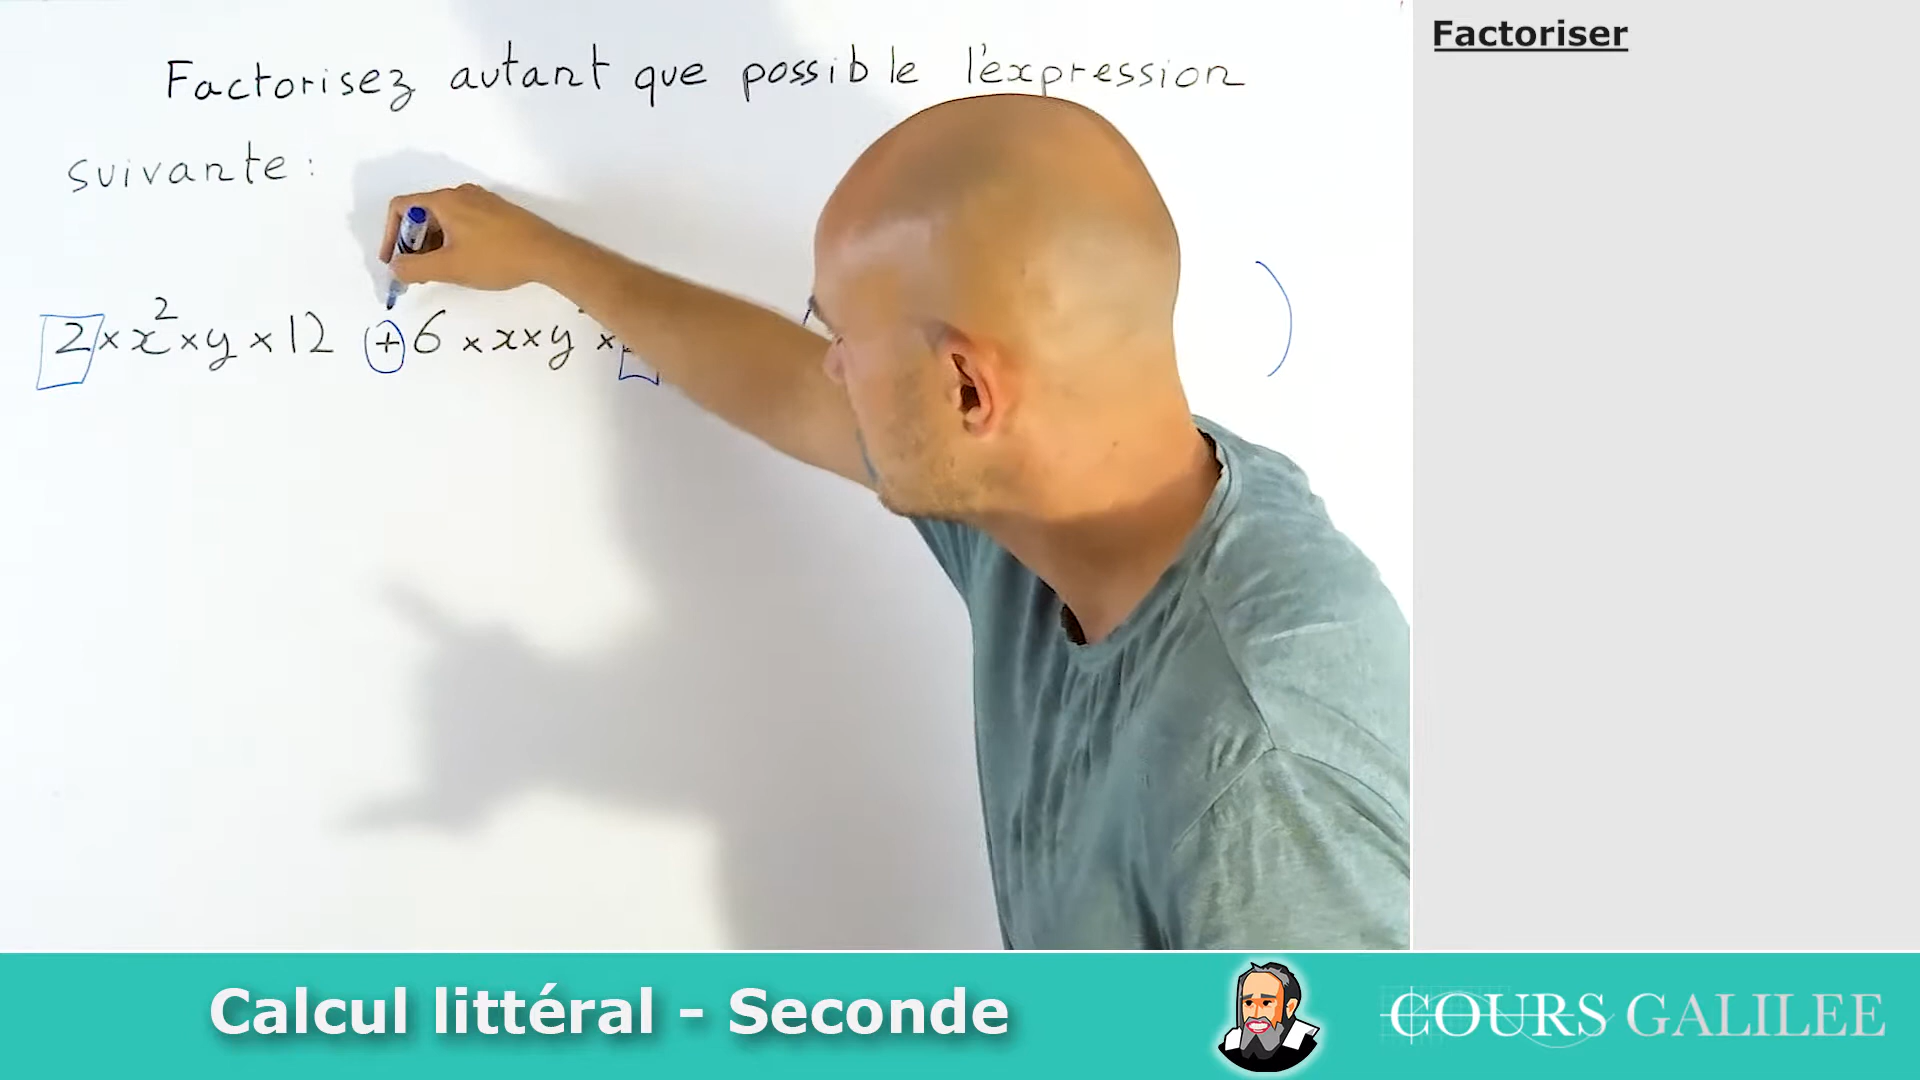 Factoriser
Factorisez autant que possible l'expression
suivante :
2 × x² × y × 12 + 6 × x × y ×
Calcul littéral - Seconde
COURS GALILEE